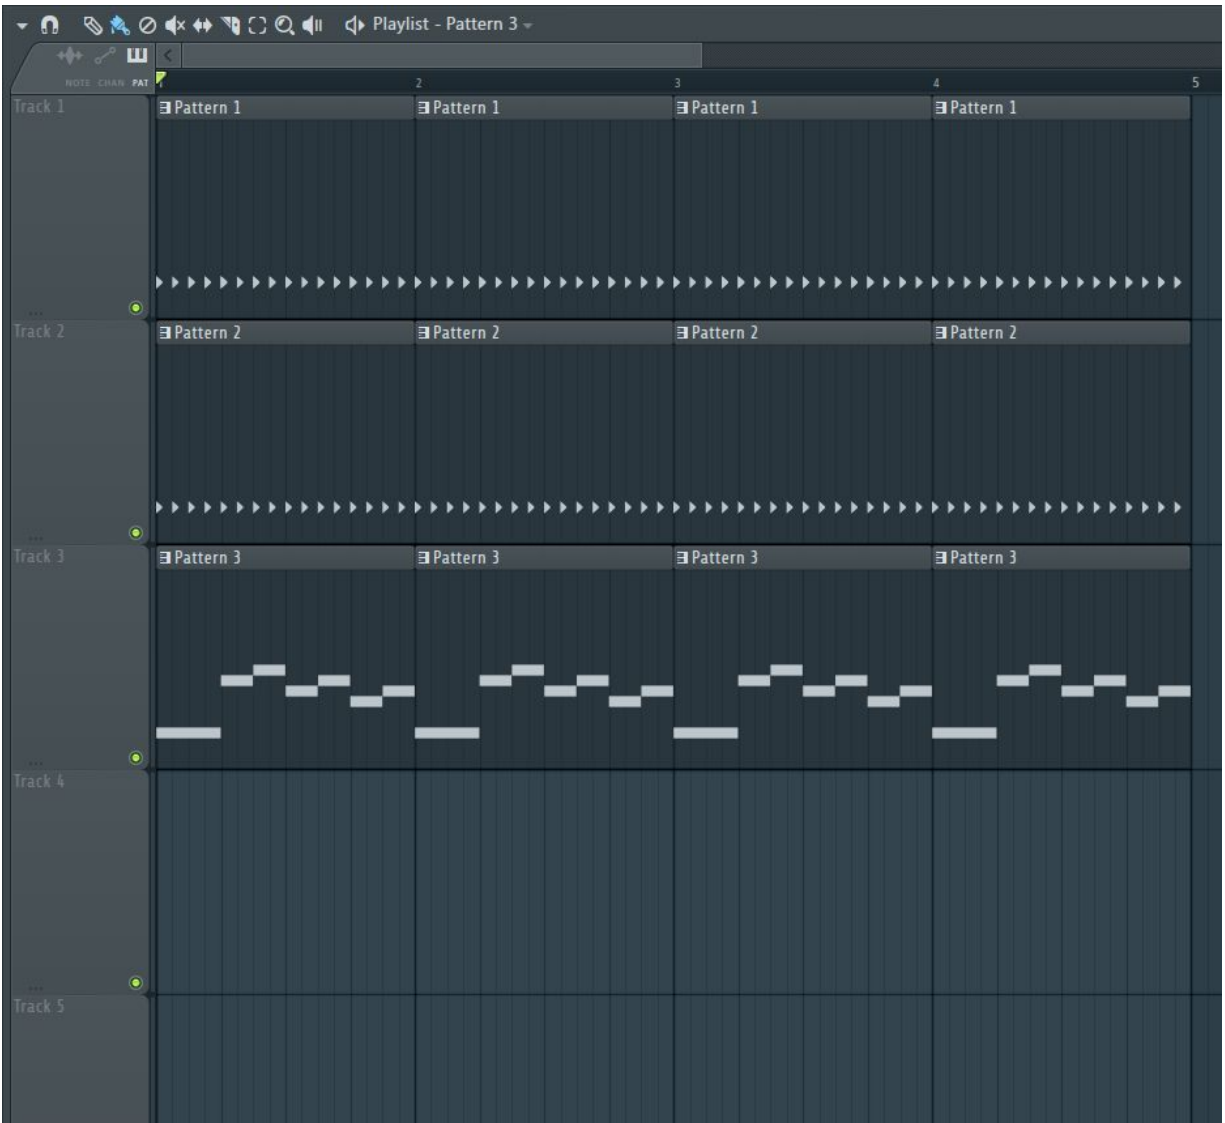 Playlist - Pattern 3
NOTE CHAN PAT
1 2 3 4 5
Track 1 Pattern 1 Pattern 1 Pattern 1 Pattern 1
Track 2 Pattern 2 Pattern 2 Pattern 2 Pattern 2
Track 3 Pattern 3 Pattern 3 Pattern 3 Pattern 3
Track 4
Track 5